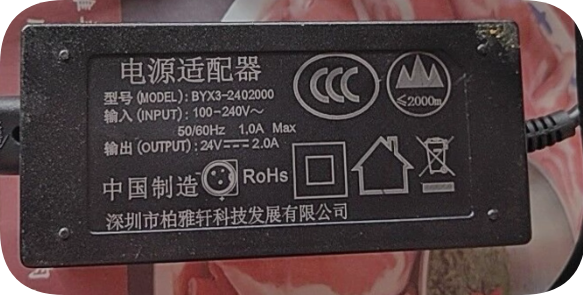 电源适配器
型号(MODEL): BYX3-2402000
输入(INPUT): 100-240V～
50/60Hz 1.0A Max
输出(OUTPUT): 24V⎓2.0A
CCC
≤2000m
中国制造
RoHs
深圳市柏雅轩科技发展有限公司